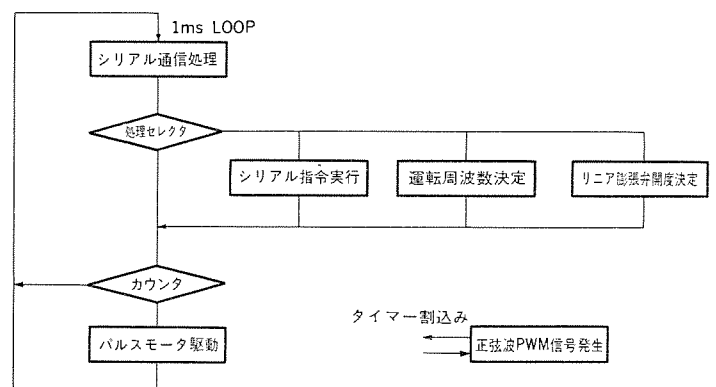 1ms LOOP
シリアル通信処理
処理セレクタ
シリアル指令実行
運転周波数決定
リニア膨張弁開度決定
カウンタ
タイマー割込み
パルスモータ駆動
正弦波PWM信号発生